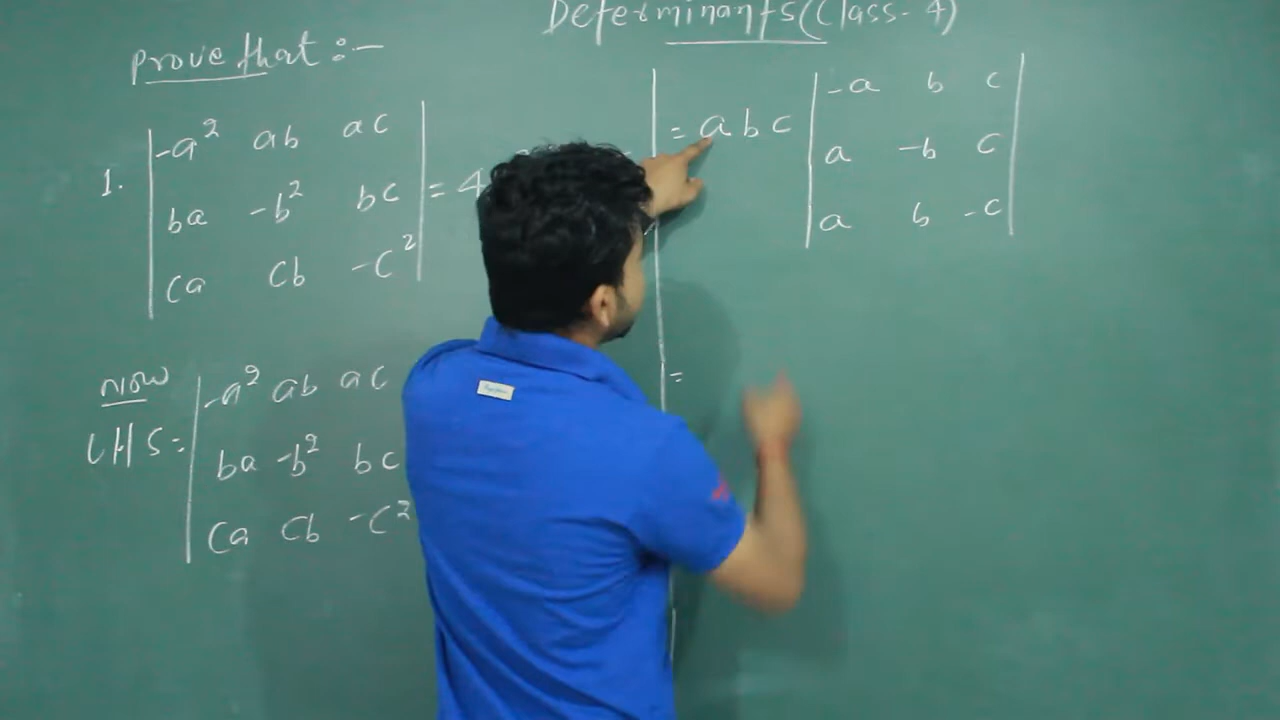 Determinants (Class-4)
Prove that :-
1. | -a² ab ac | = 4
| ba -b² bc |
| ca cb -c² |
Now
LHS = | -a² ab ac
| ba -b² bc
| ca cb -c²
= abc | -a b c |
| a -b c |
| a b -c |
=